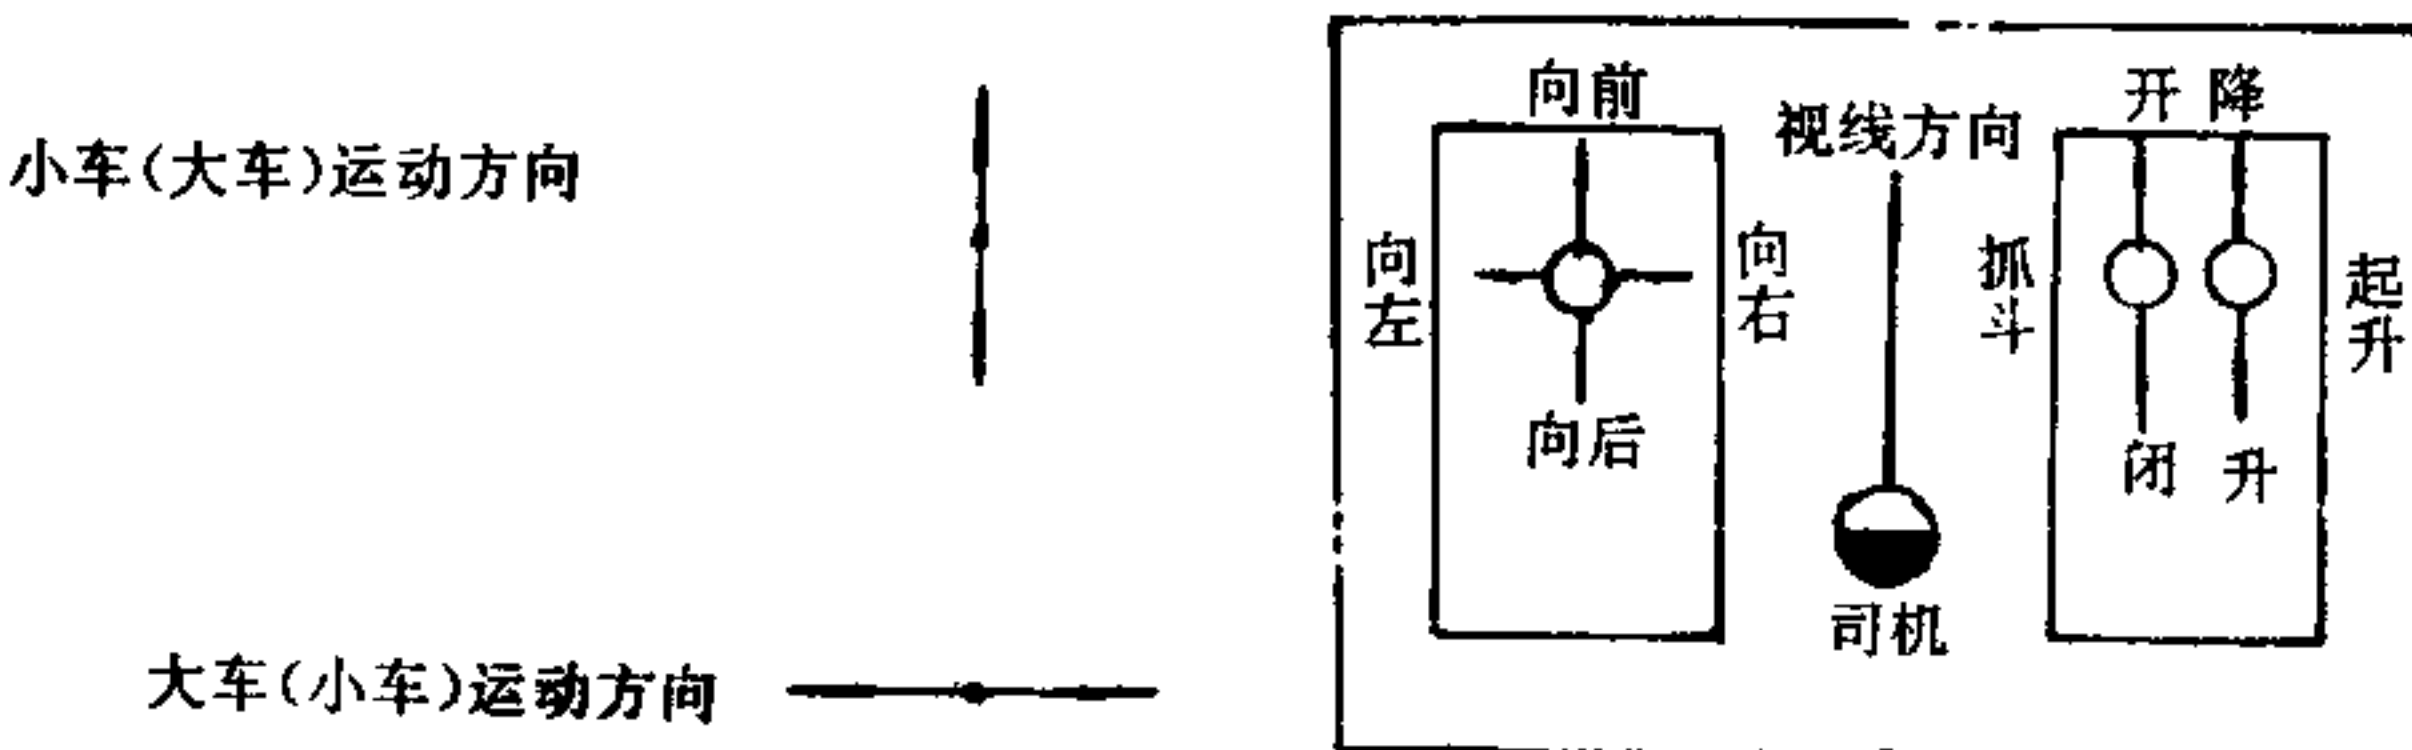 小车(大车)运动方向
大车(小车)运动方向
向前
向左
向右
向后
视线方向
司机
开 降
抓斗
起升
闭 升